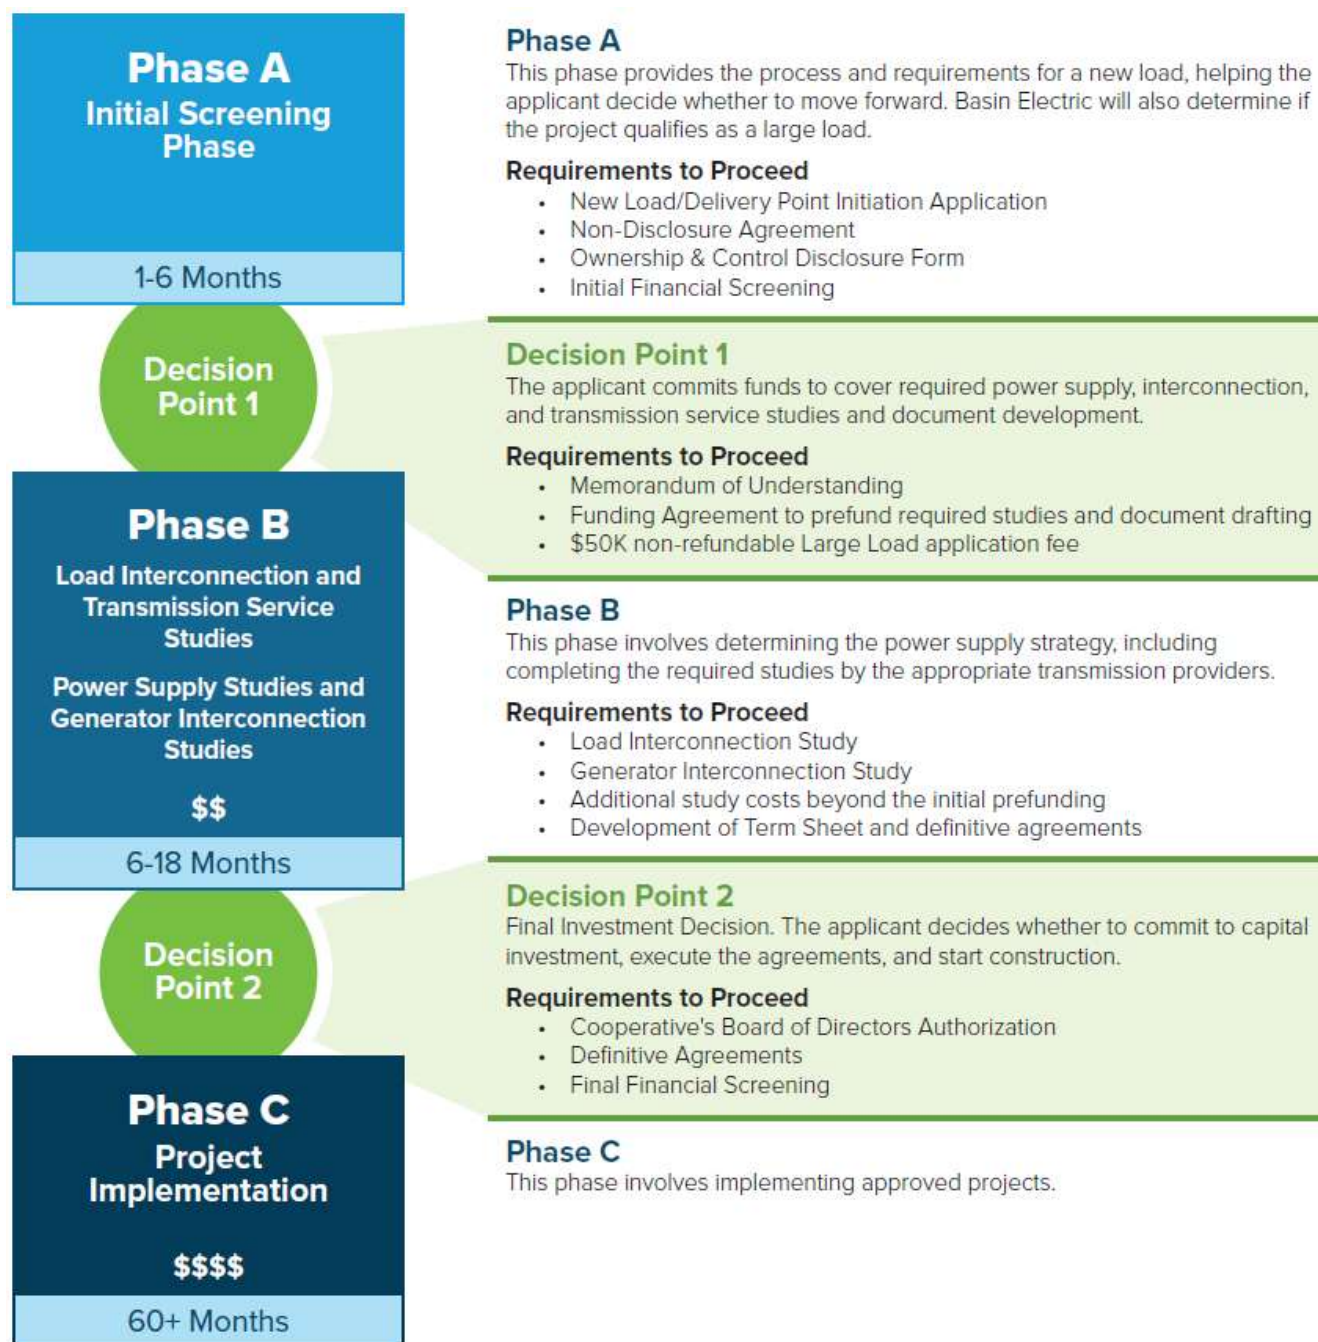 Phase A
Initial Screening
Phase
1-6 Months
Phase A
This phase provides the process and requirements for a new load, helping the
applicant decide whether to move forward. Basin Electric will also determine if
the project qualifies as a large load.
Requirements to Proceed
• New Load/Delivery Point Initiation Application
• Non-Disclosure Agreement
• Ownership & Control Disclosure Form
• Initial Financial Screening
Decision
Point 1
Decision Point 1
The applicant commits funds to cover required power supply, interconnection,
and transmission service studies and document development.
Requirements to Proceed
• Memorandum of Understanding
• Funding Agreement to prefund required studies and document drafting
• $50K non-refundable Large Load application fee
Phase B
Load Interconnection and
Transmission Service
Studies
Power Supply Studies and
Generator Interconnection
Studies
$$
6-18 Months
Phase B
This phase involves determining the power supply strategy, including
completing the required studies by the appropriate transmission providers.
Requirements to Proceed
• Load Interconnection Study
• Generator Interconnection Study
• Additional study costs beyond the initial prefunding
• Development of Term Sheet and definitive agreements
Decision
Point 2
Decision Point 2
Final Investment Decision. The applicant decides whether to commit to capital
investment, execute the agreements, and start construction.
Requirements to Proceed
• Cooperative's Board of Directors Authorization
• Definitive Agreements
• Final Financial Screening
Phase C
Project
Implementation
$$$$
60+ Months
Phase C
This phase involves implementing approved projects.